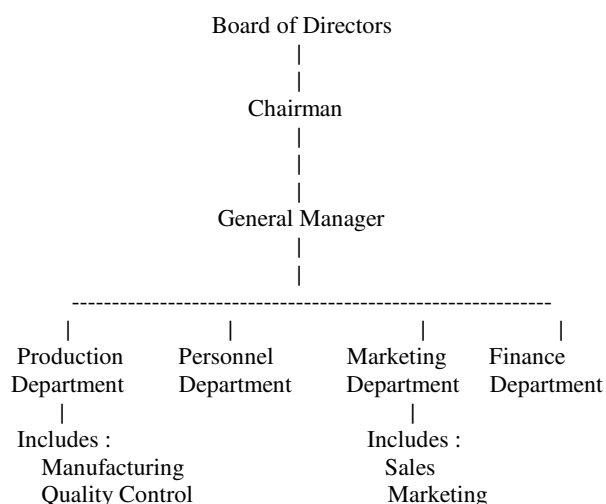 Board of Directors
Chairman
General Manager
Production Personnel Marketing Finance
Department Department Department Department
Includes : Includes :
Manufacturing Sales
Quality Control Marketing